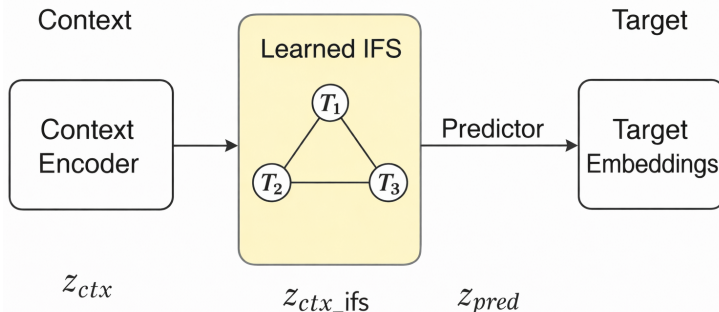 Context
Target
Learned IFS
T₁
T₂
T₃
Context
Encoder
Predictor
Target
Embeddings
z_ctx
z_ctx_ifs
z_pred